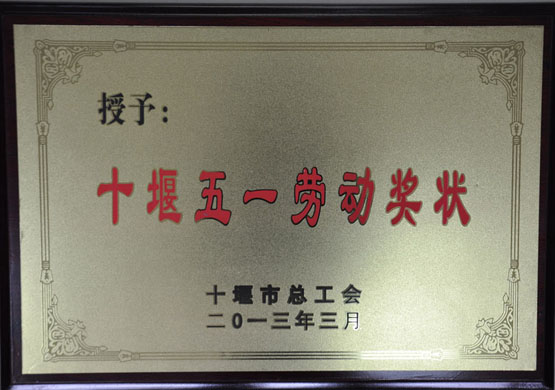 授予：
十堰五一劳动奖状
十堰市总工会
二0一三年三月